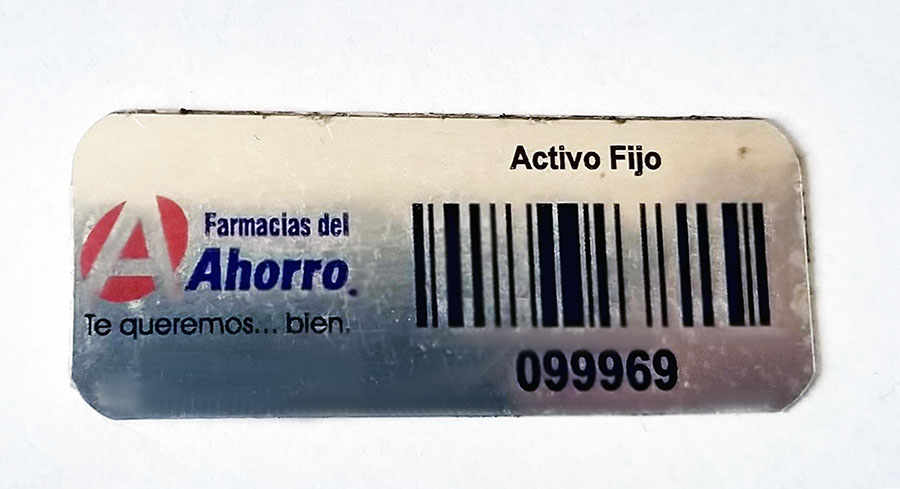 Activo Fijo
A
Farmacias del
Ahorro.
Te queremos... bien.
099969